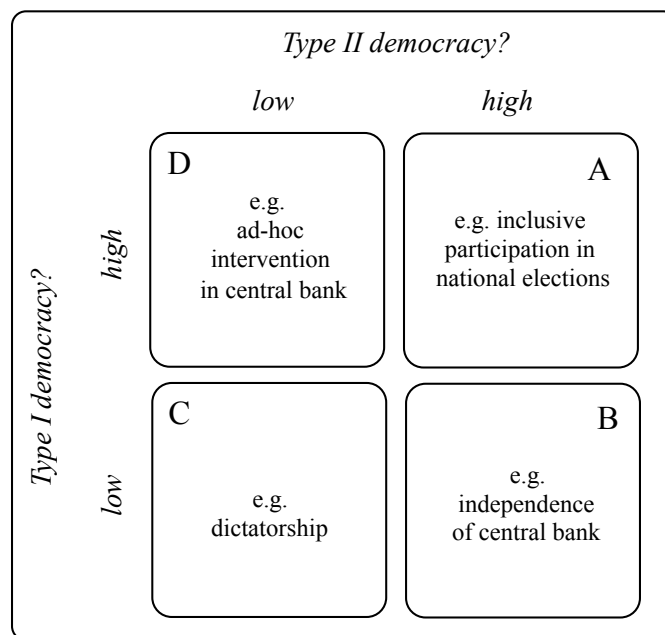 Type II democracy?
low
high
Type I democracy?
high
D
e.g.
ad-hoc
intervention
in central bank
A
e.g. inclusive
participation in
national elections
low
C
e.g.
dictatorship
B
e.g.
independence
of central bank